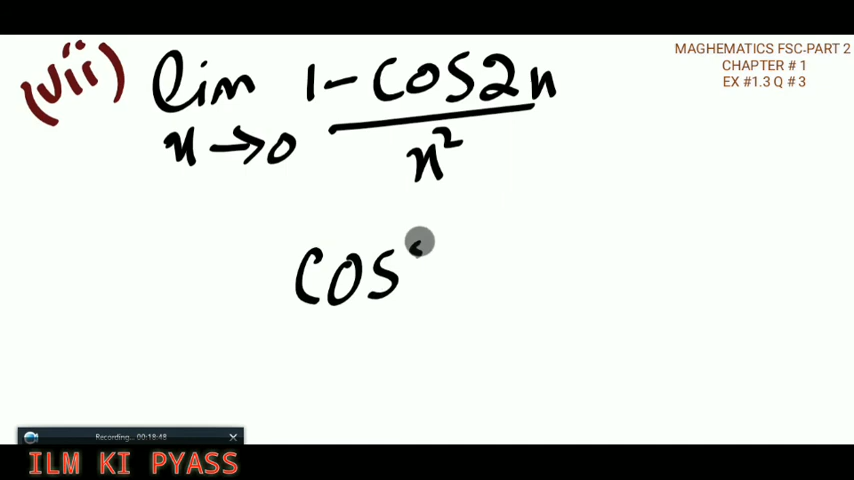 MAGHEMATICS FSC-PART 2
CHAPTER # 1
EX #1.3 Q # 3
(vii) lim 1-COS2x
x→0 x²
COS
Recording... 00:18:48
ILM KI PYASS